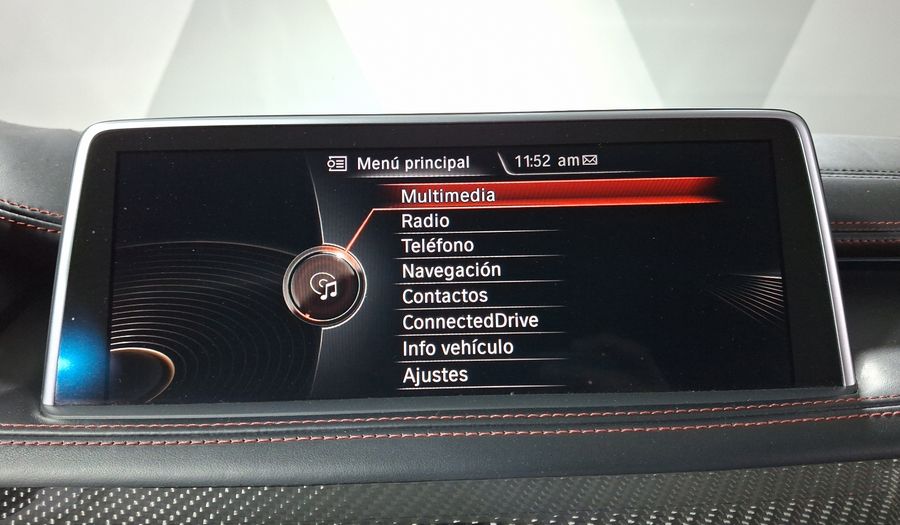 Menú principal 11:52 am
Multimedia
Radio
Teléfono
Navegación
Contactos
ConnectedDrive
Info vehículo
Ajustes